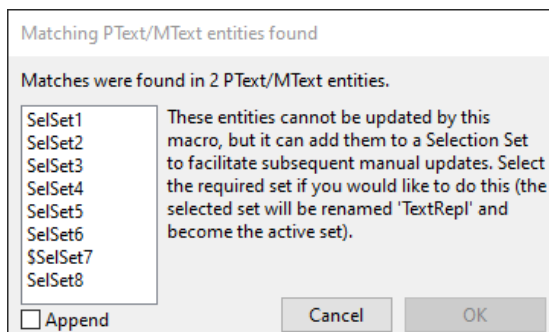 Matching PText/MText entities found
Matches were found in 2 PText/MText entities.
SelSet1
SelSet2
SelSet3
SelSet4
SelSet5
SelSet6
$SelSet7
SelSet8
These entities cannot be updated by this
macro, but it can add them to a Selection Set
to facilitate subsequent manual updates. Select
the required set if you would like to do this (the
selected set will be renamed 'TextRepl' and
become the active set).
Append
Cancel
OK